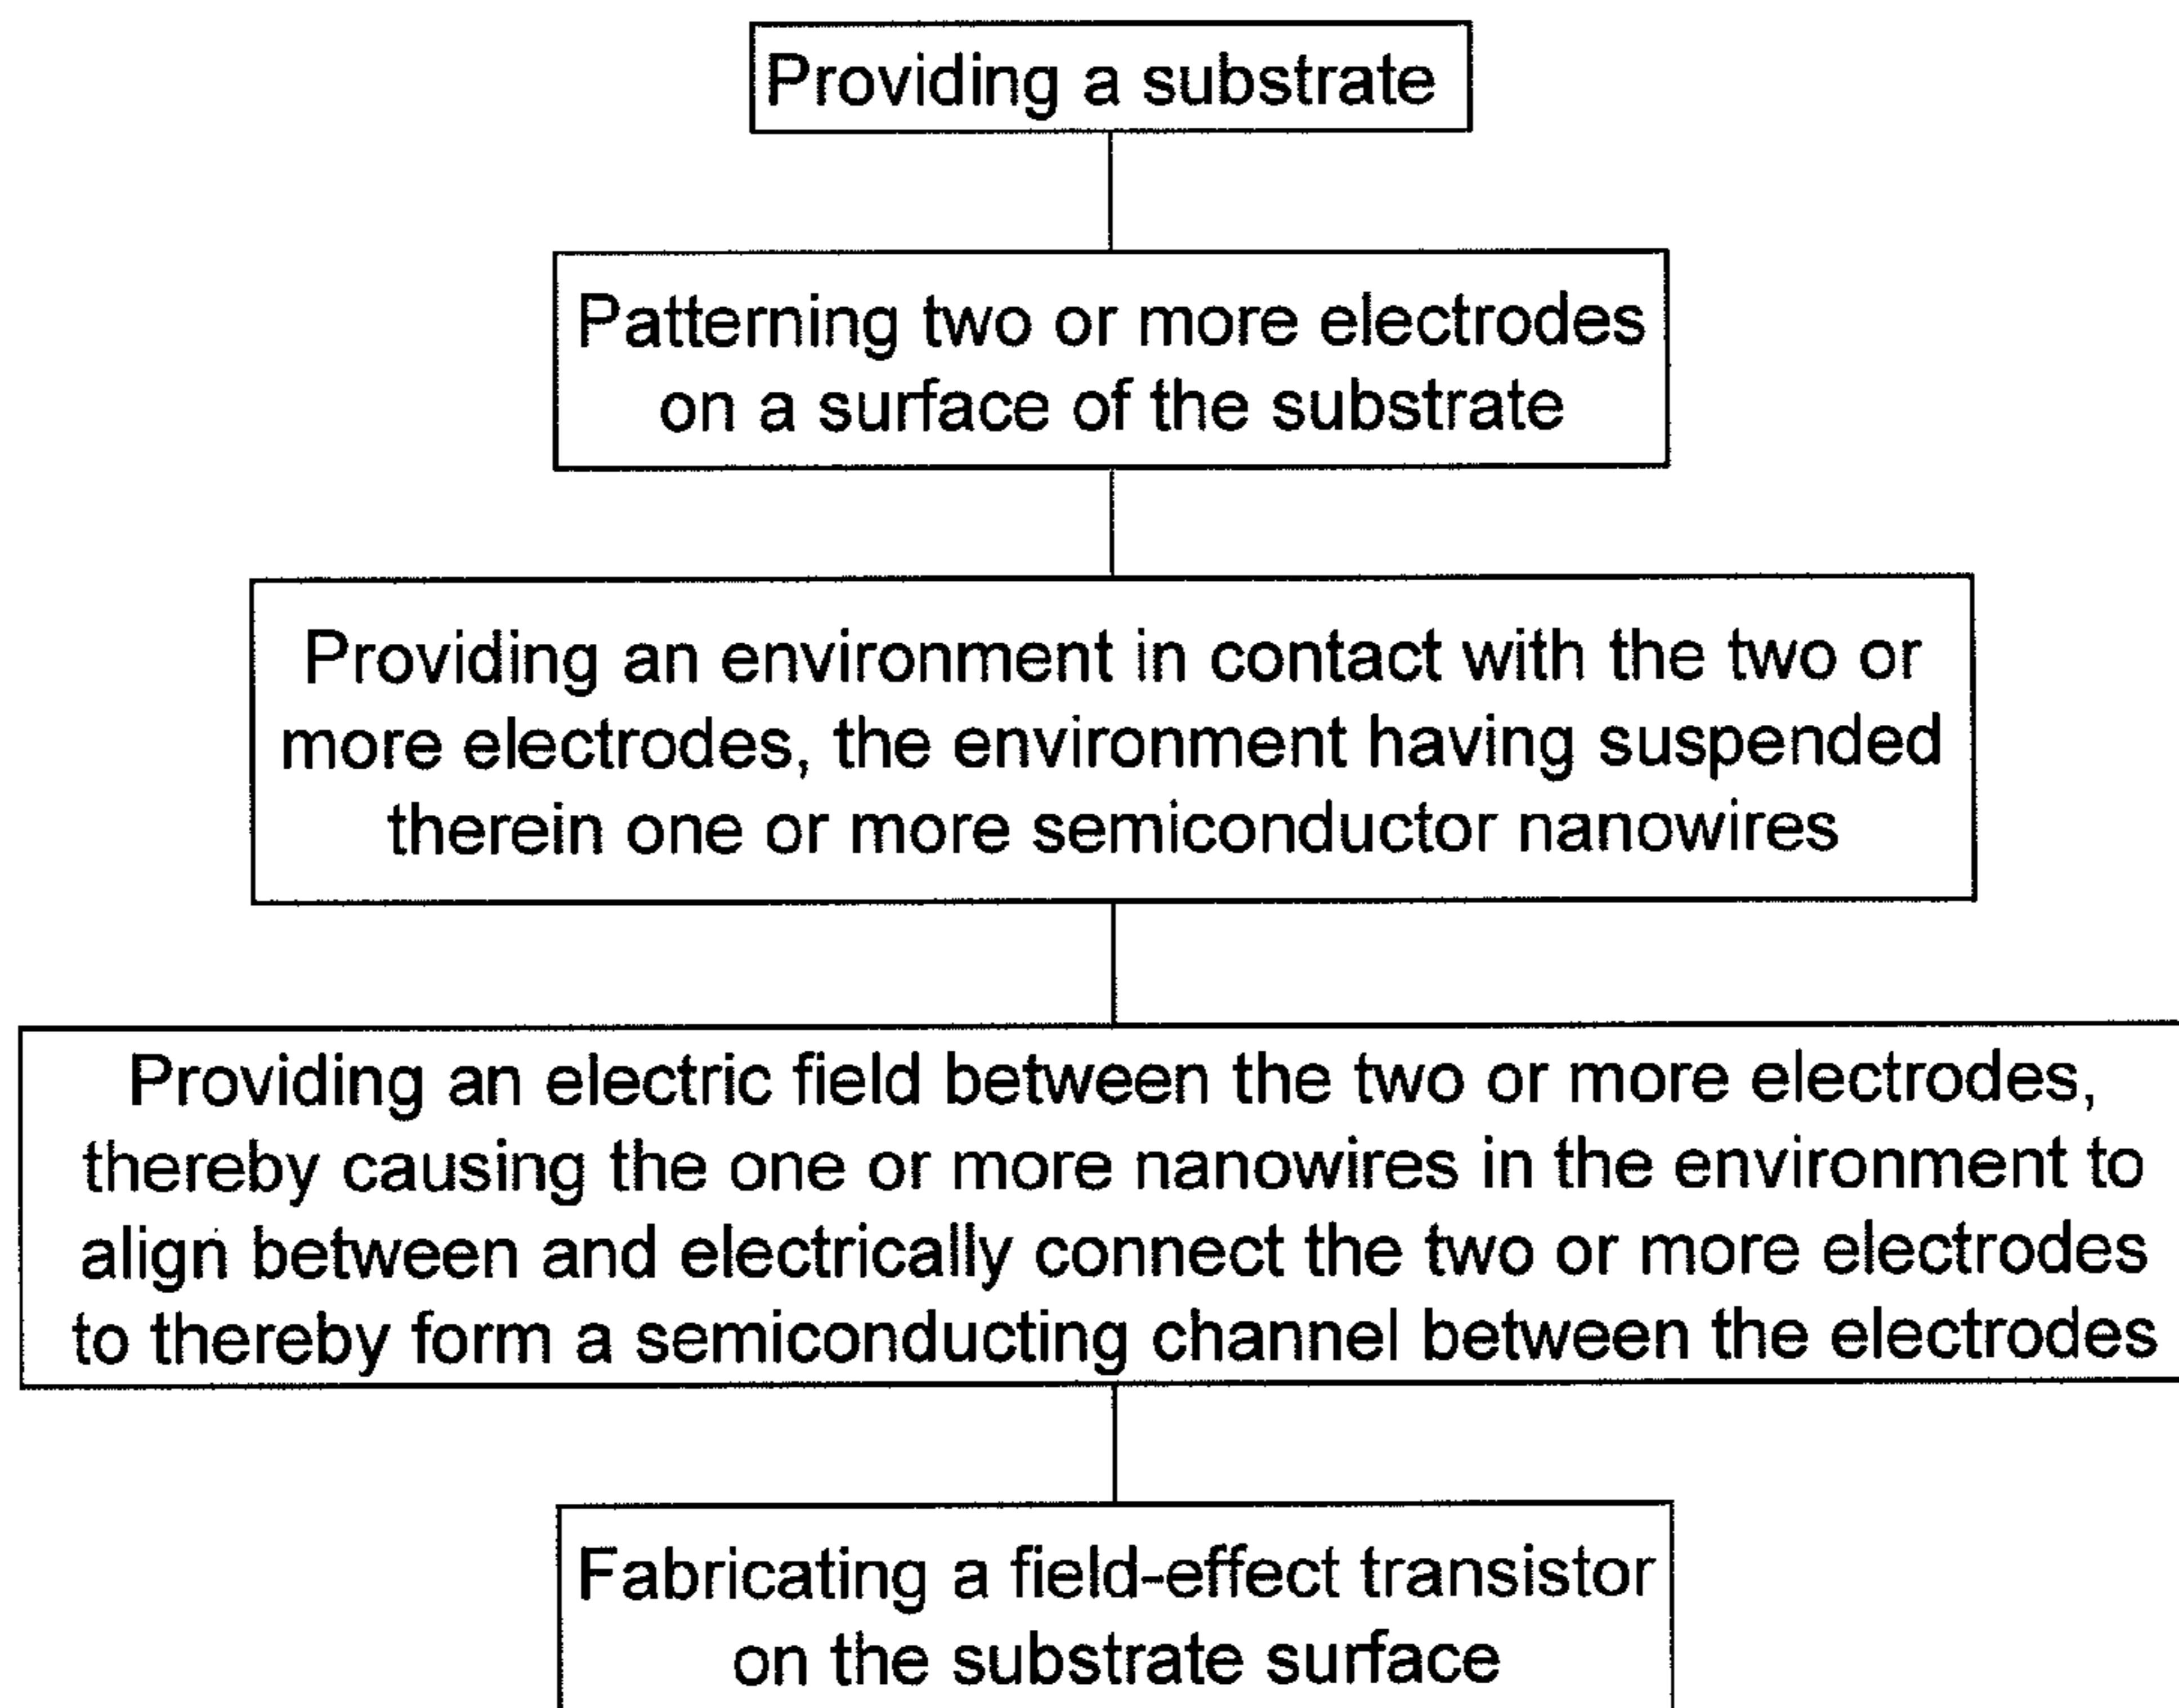 Providing a substrate
Patterning two or more electrodes
on a surface of the substrate
Providing an environment in contact with the two or
more electrodes, the environment having suspended
therein one or more semiconductor nanowires
Providing an electric field between the two or more electrodes,
thereby causing the one or more nanowires in the environment to
align between and electrically connect the two or more electrodes
to thereby form a semiconducting channel between the electrodes
Fabricating a field-effect transistor
on the substrate surface